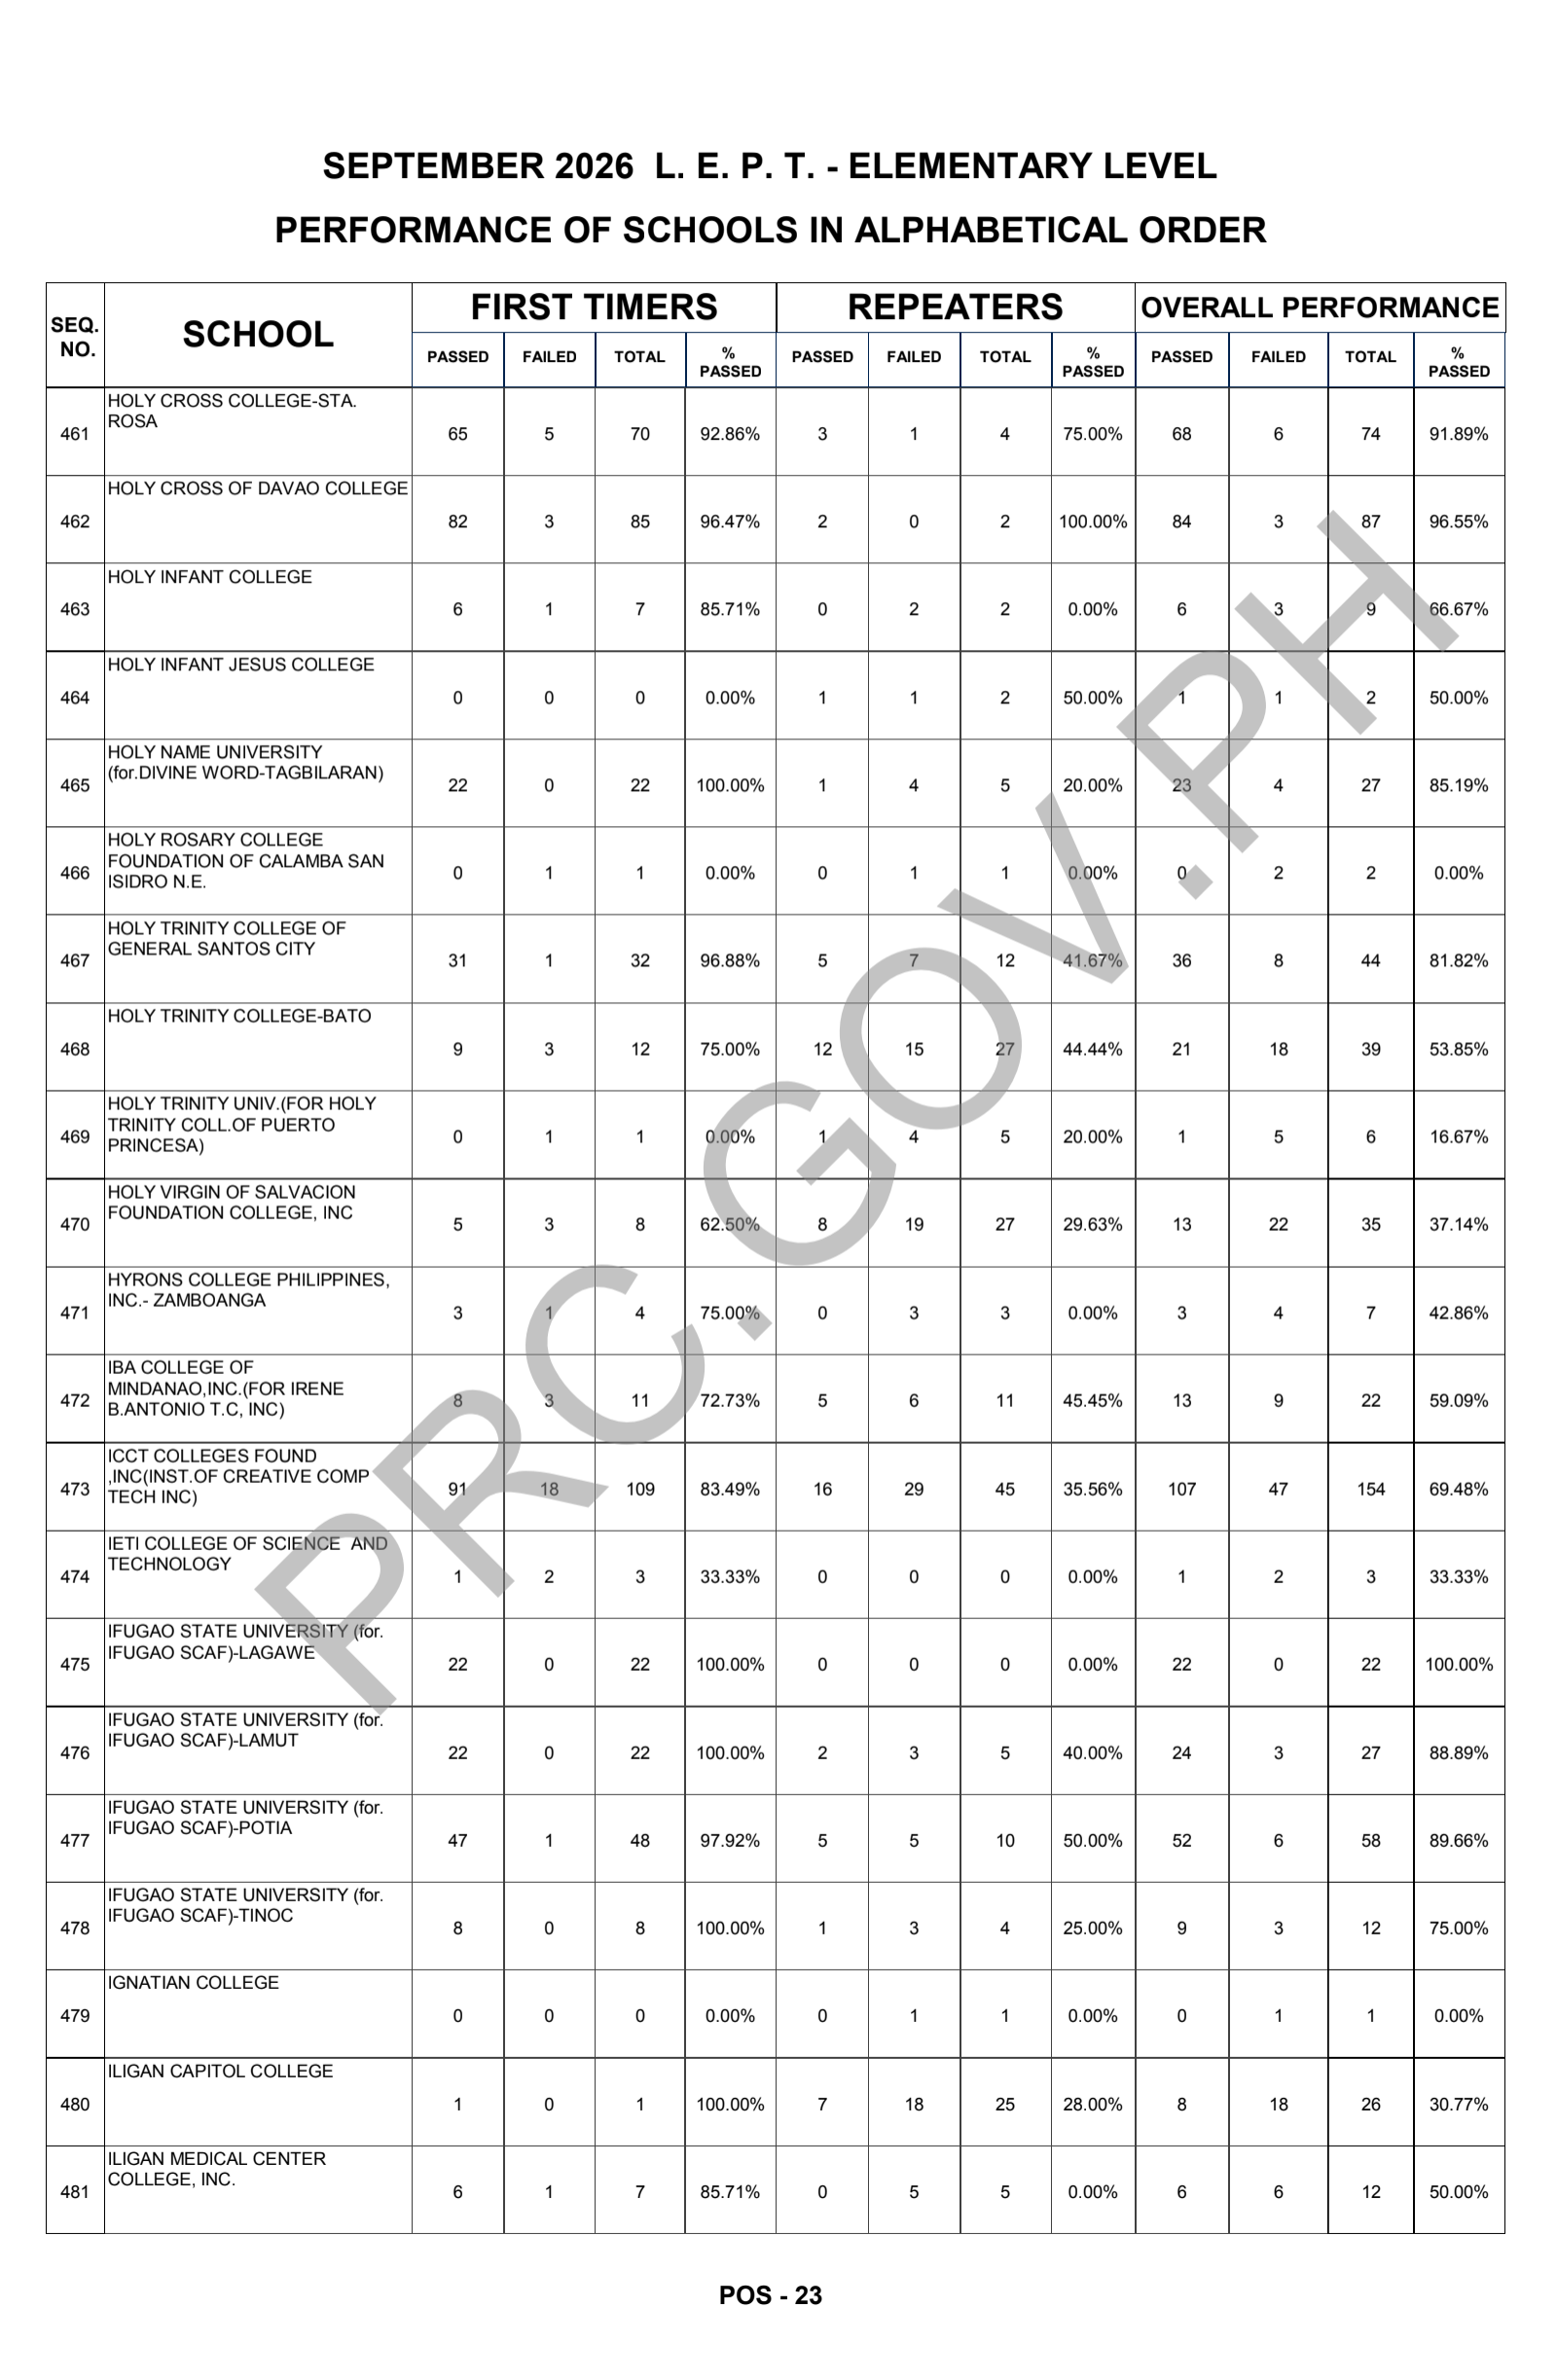 SEPTEMBER 2026 L. E. P. T. - ELEMENTARY LEVEL
PERFORMANCE OF SCHOOLS IN ALPHABETICAL ORDER
SEQ. NO. SCHOOL FIRST TIMERS REPEATERS OVERALL PERFORMANCE
PASSED FAILED TOTAL % PASSED PASSED FAILED TOTAL % PASSED PASSED FAILED TOTAL % PASSED
HOLY CROSS COLLEGE-STA.
ROSA
461 65 5 70 92.86% 3 1 4 75.00% 68 6 74 91.89%
HOLY CROSS OF DAVAO COLLEGE
462 82 3 85 96.47% 2 0 2 100.00% 84 3 87 96.55%
HOLY INFANT COLLEGE
463 6 1 7 85.71% 0 2 2 0.00% 6 3 9 66.67%
HOLY INFANT JESUS COLLEGE
464 0 0 0 0.00% 1 1 2 50.00% 1 1 2 50.00%
HOLY NAME UNIVERSITY
(for.DIVINE WORD-TAGBILARAN)
465 22 0 22 100.00% 1 4 5 20.00% 23 4 27 85.19%
HOLY ROSARY COLLEGE
FOUNDATION OF CALAMBA SAN
ISIDRO N.E.
466 0 1 1 0.00% 0 1 1 0.00% 0 2 2 0.00%
HOLY TRINITY COLLEGE OF
GENERAL SANTOS CITY
467 31 1 32 96.88% 5 7 12 41.67% 36 8 44 81.82%
HOLY TRINITY COLLEGE-BATO
468 9 3 12 75.00% 12 15 27 44.44% 21 18 39 53.85%
HOLY TRINITY UNIV.(FOR HOLY
TRINITY COLL.OF PUERTO
PRINCESA)
469 0 1 1 0.00% 1 4 5 20.00% 1 5 6 16.67%
HOLY VIRGIN OF SALVACION
FOUNDATION COLLEGE, INC
470 5 3 8 62.50% 8 19 27 29.63% 13 22 35 37.14%
HYRONS COLLEGE PHILIPPINES,
INC.- ZAMBOANGA
471 3 1 4 75.00% 0 3 3 0.00% 3 4 7 42.86%
IBA COLLEGE OF
MINDANAO,INC.(FOR IRENE
B.ANTONIO T.C, INC)
472 8 3 11 72.73% 5 6 11 45.45% 13 9 22 59.09%
ICCT COLLEGES FOUND
,INC(INST.OF CREATIVE COMP
TECH INC)
473 91 18 109 83.49% 16 29 45 35.56% 107 47 154 69.48%
IETI COLLEGE OF SCIENCE  AND
TECHNOLOGY
474 1 2 3 33.33% 0 0 0 0.00% 1 2 3 33.33%
IFUGAO STATE UNIVERSITY (for.
IFUGAO SCAF)-LAGAWE
475 22 0 22 100.00% 0 0 0 0.00% 22 0 22 100.00%
IFUGAO STATE UNIVERSITY (for.
IFUGAO SCAF)-LAMUT
476 22 0 22 100.00% 2 3 5 40.00% 24 3 27 88.89%
IFUGAO STATE UNIVERSITY (for.
IFUGAO SCAF)-POTIA
477 47 1 48 97.92% 5 5 10 50.00% 52 6 58 89.66%
IFUGAO STATE UNIVERSITY (for.
IFUGAO SCAF)-TINOC
478 8 0 8 100.00% 1 3 4 25.00% 9 3 12 75.00%
IGNATIAN COLLEGE
479 0 0 0 0.00% 0 1 1 0.00% 0 1 1 0.00%
ILIGAN CAPITOL COLLEGE
480 1 0 1 100.00% 7 18 25 28.00% 8 18 26 30.77%
ILIGAN MEDICAL CENTER
COLLEGE, INC.
481 6 1 7 85.71% 0 5 5 0.00% 6 6 12 50.00%
PRC.GOV.PH
POS - 23